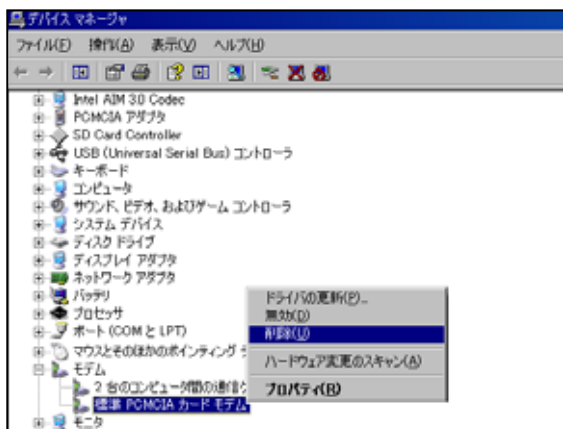 デバイス マネージャ
ファイル(F) 操作(A) 表示(V) ヘルプ(H)
Intel AIM 3.0 Codec
PCMCIA アダプタ
SD Card Controller
USB (Universal Serial Bus) コントローラ
キーボード
コンピュータ
サウンド、ビデオ、およびゲーム コントローラ
システム デバイス
ディスク ドライブ
ディスプレイ アダプタ
ネットワーク アダプタ
バッテリ
プロセッサ
ポート (COM と LPT)
マウスとそのほかのポインティング
モデム
2 台のコンピュータ間の通信
標準 PCMCIA カード モデム
モニタ
ドライバの更新(P)...
無効(D)
削除(U)
ハードウェア変更のスキャン(A)
プロパティ(R)